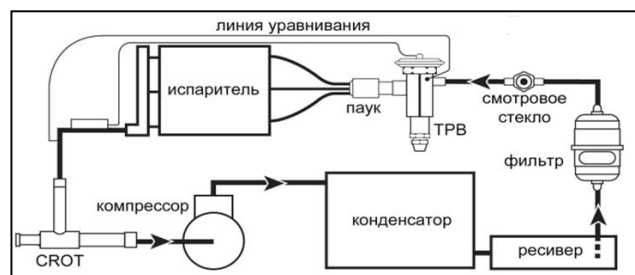 линия уравнивания
испаритель
паук
ТРВ
смотровое
стекло
фильтр
компрессор
конденсатор
ресивер
CROT